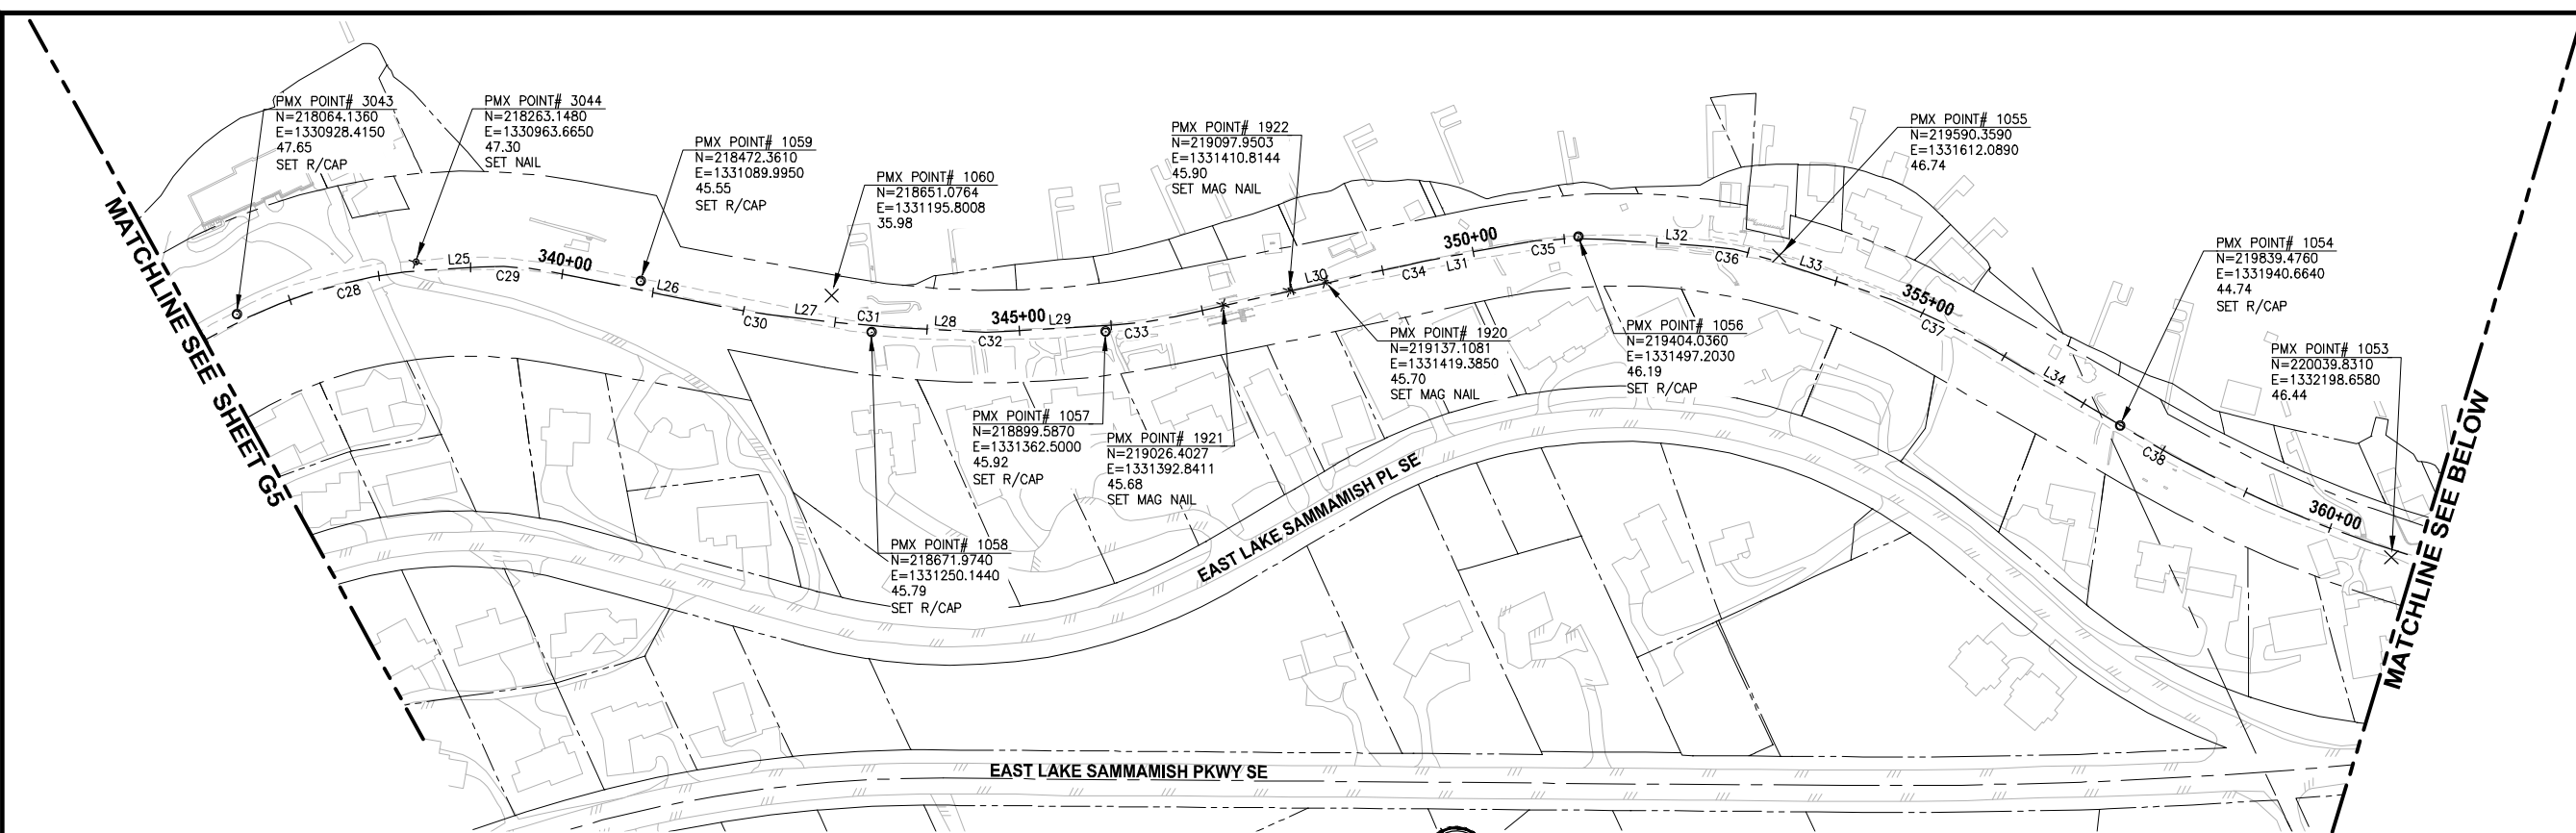 PMX POINT# 3043
N=218064.1360
E=1330928.4150
47.65
SET R/CAP
PMX POINT# 3044
N=218263.1480
E=1330963.6650
47.30
SET NAIL
PMX POINT# 1059
N=218472.3610
E=1331089.9950
45.55
SET R/CAP
PMX POINT# 1060
N=218651.0764
E=1331195.8008
35.98
PMX POINT# 1922
N=219097.9503
E=1331410.8144
45.90
SET MAG NAIL
PMX POINT# 1055
N=219590.3590
E=1331612.0890
46.74
PMX POINT# 1054
N=219839.4760
E=1331940.6640
44.74
SET R/CAP
PMX POINT# 1053
N=220039.8310
E=1332198.6580
46.44
MATCHLINE SEE SHEET G5
C28
L25
C29
340+00
L26
C30
L27
C31
L28
C32
345+00
L29
C33
L30
C34
L31
350+00
C35
L32
C36
L33
355+00
C37
L34
C38
360+00
MATCHLINE SEE BELOW
PMX POINT# 1920
N=219137.1081
E=1331419.3850
45.70
SET MAG NAIL
PMX POINT# 1056
N=219404.0360
E=1331497.2030
46.19
SET R/CAP
PMX POINT# 1057
N=218899.5870
E=1331362.5000
45.92
SET R/CAP
PMX POINT# 1921
N=219026.4027
E=1331392.8411
45.68
SET MAG NAIL
PMX POINT# 1058
N=218671.9740
E=1331250.1440
45.79
SET R/CAP
EAST LAKE SAMMAMISH PL SE
EAST LAKE SAMMAMISH PKWY SE